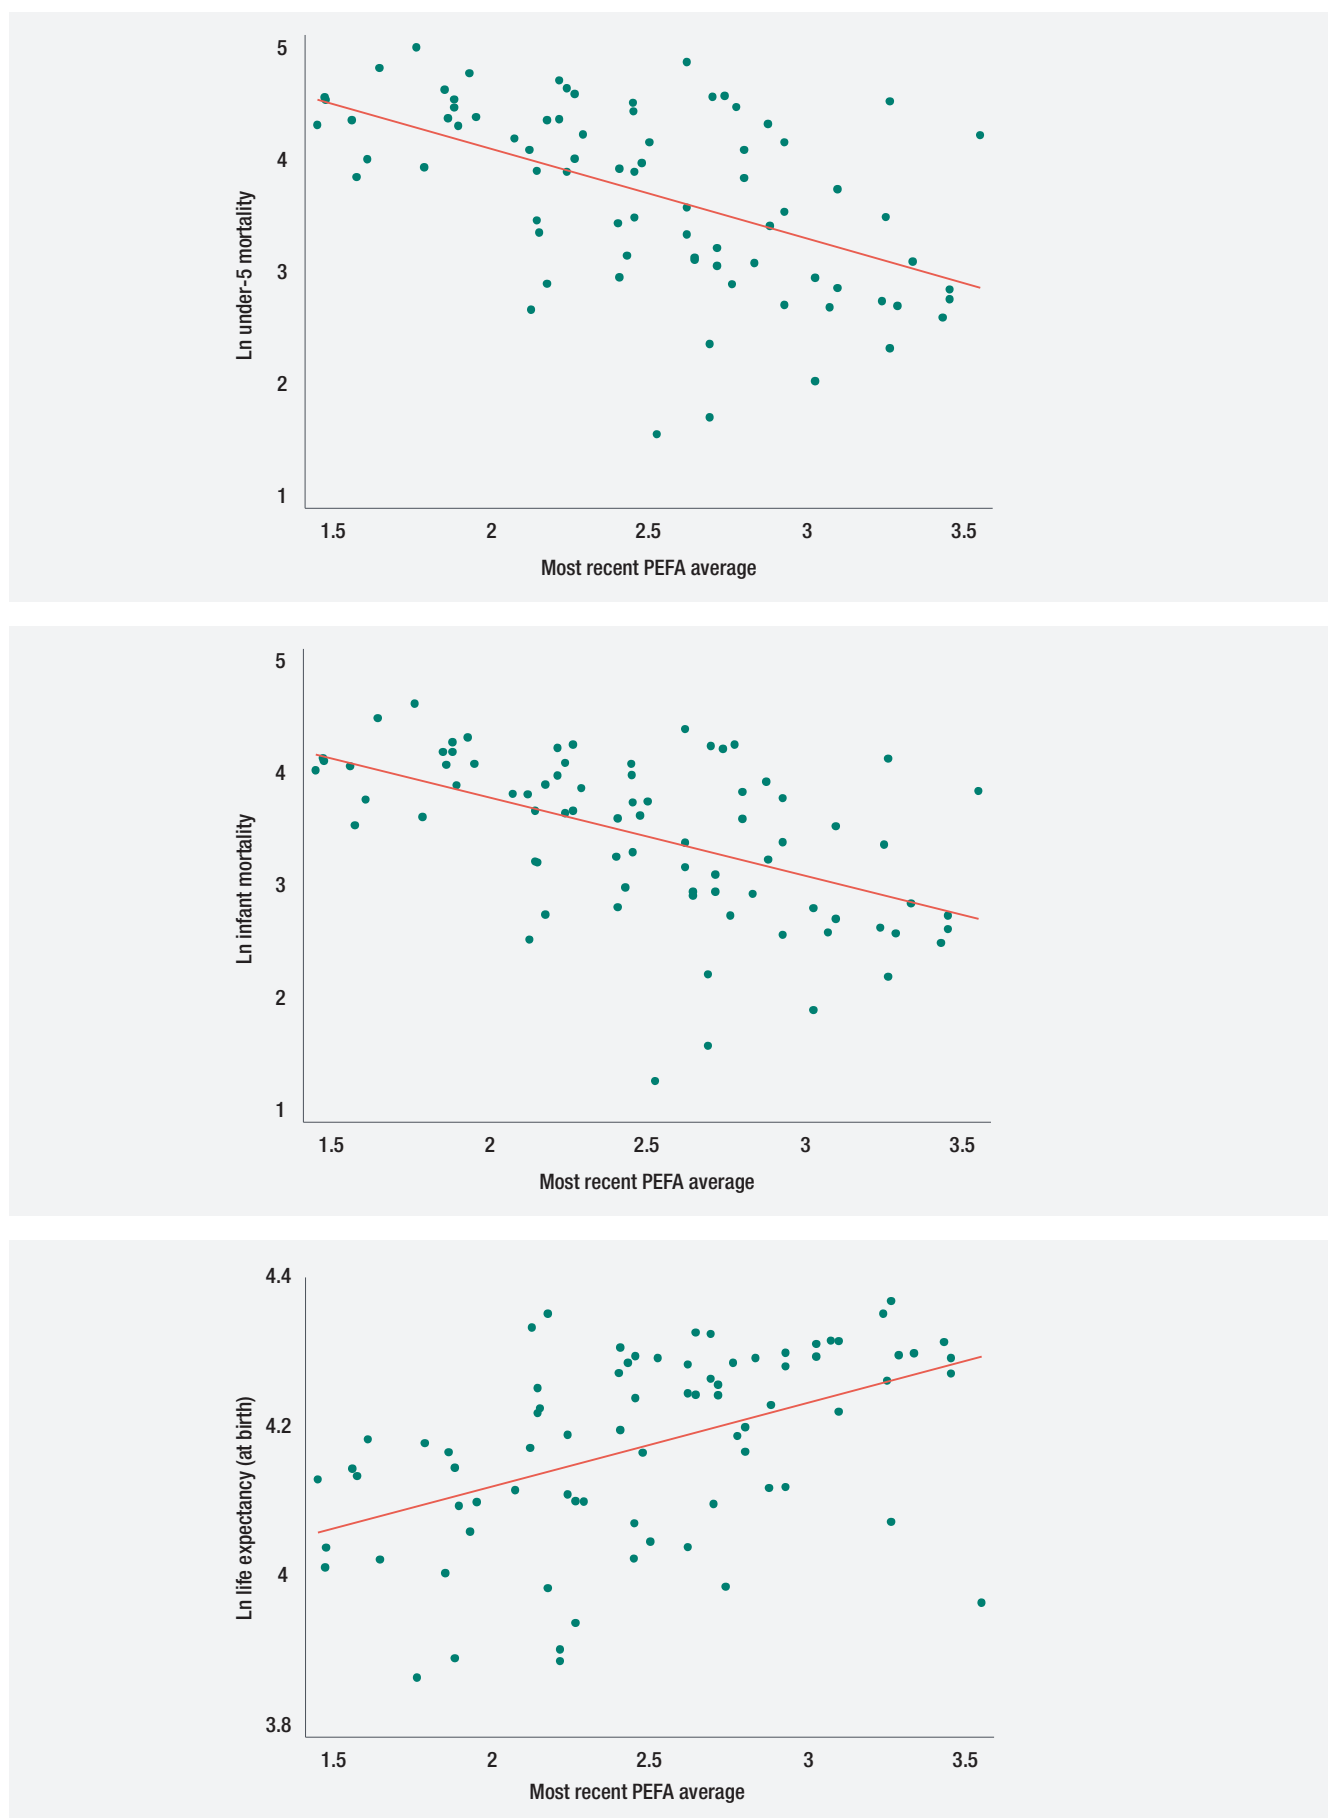 5
4
3
2
1
Ln under-5 mortality
1.5 2 2.5 3 3.5
Most recent PEFA average
5
4
3
2
1
Ln infant mortality
1.5 2 2.5 3 3.5
Most recent PEFA average
4.4
4.2
4
3.8
Ln life expectancy (at birth)
1.5 2 2.5 3 3.5
Most recent PEFA average